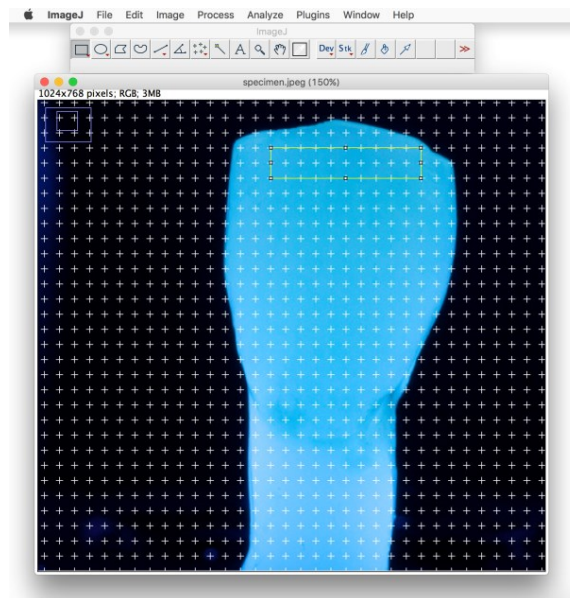 ImageJ File Edit Image Process Analyze Plugins Window Help
ImageJ
A Dev Stk >>
specimen.jpeg (150%)
1024x768 pixels; RGB; 3MB